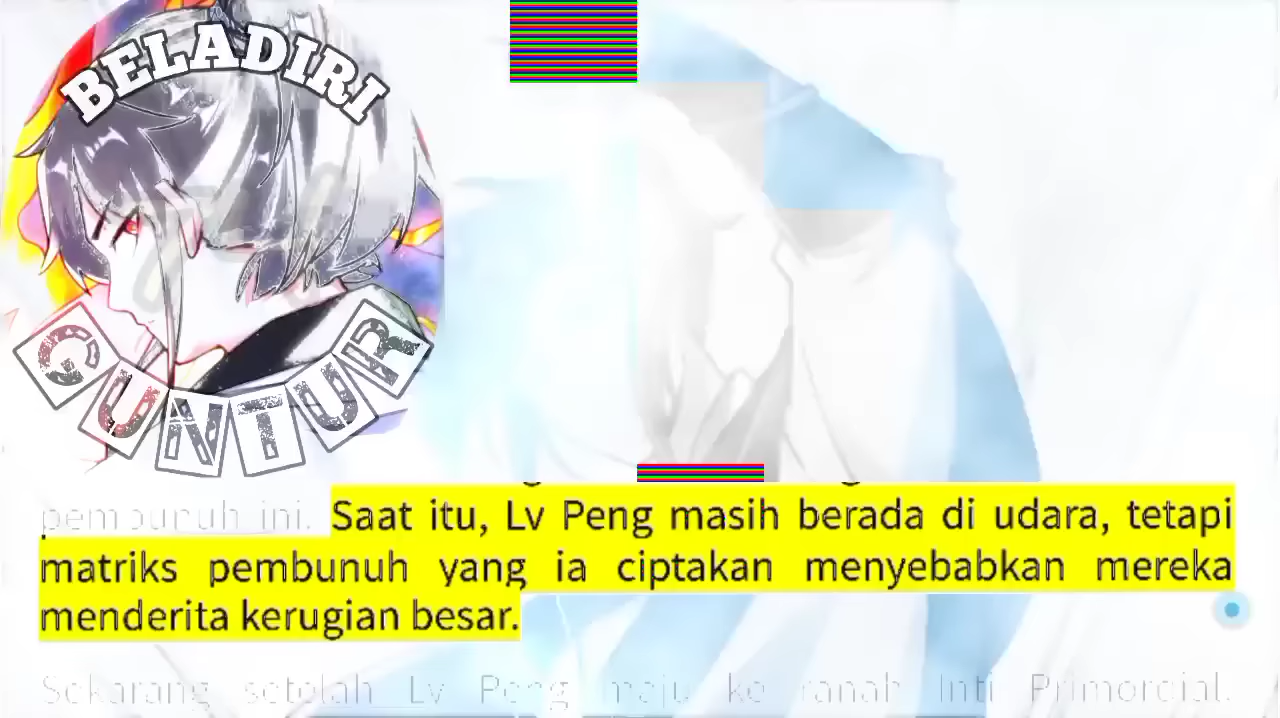 BELADIRI
GUNTUR
pembunuh ini. Saat itu, Lv Peng masih berada di udara, tetapi
matriks pembunuh yang ia ciptakan menyebabkan mereka
menderita kerugian besar.
Sekarang setelah Lv Peng maju ke ranah Inti Primordial.